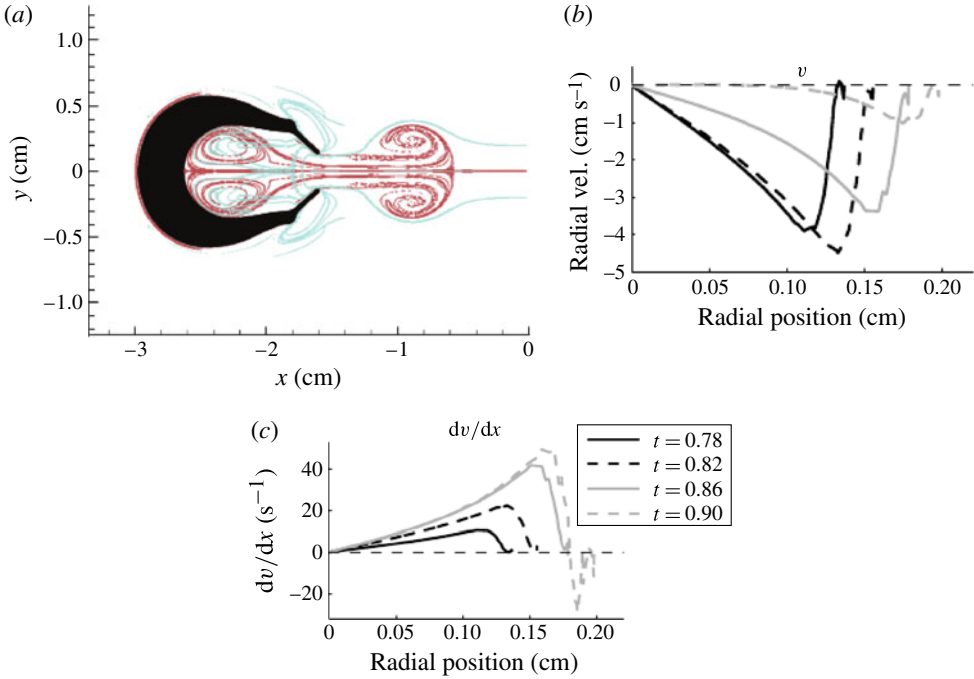 (a)
1.0
0.5
0
−0.5
−1.0
y (cm)
−3 −2 −1 0
x (cm)
(b)
v
0
−1
−2
−3
−4
−5
Radial vel. (cm s−1)
0 0.05 0.10 0.15 0.20
Radial position (cm)
(c)
dv/dx
40
20
0
−20
dv/dx (s−1)
0 0.05 0.10 0.15 0.20
Radial position (cm)
t = 0.78
t = 0.82
t = 0.86
t = 0.90